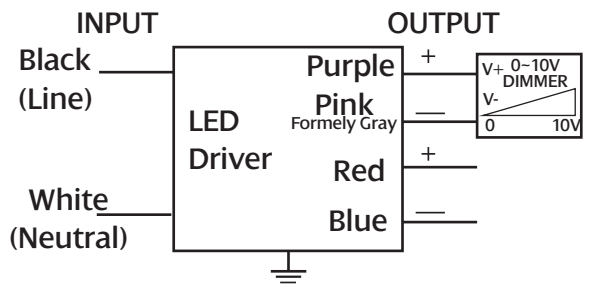 INPUT
OUTPUT
Black
(Line)
White
(Neutral)
LED
Driver
Purple
+
Pink
—
Formely Gray
Red
+
Blue
—
V+ 0~10V
DIMMER
V-
0 10V